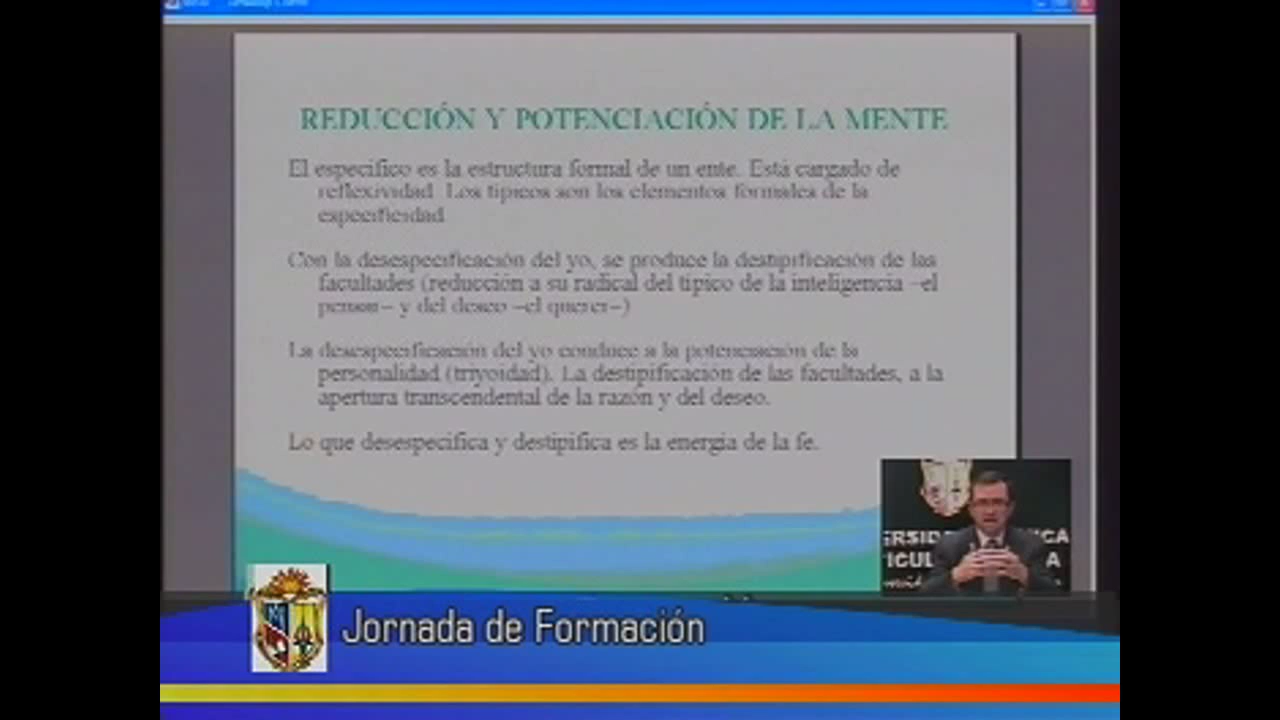 REDUCCIÓN Y POTENCIACIÓN DE LA MENTE
El específico es la estructura formal de un ente. Está cargado de
reflexividad. Los típicos son los elementos formales de la
especificidad.
Con la desespecificación del yo, se produce la destipificación de las
facultades (reducción a su radical del típico de la inteligencia –el
pensar– y del deseo –el querer–)
La desespecificación del yo conduce a la potenciación de la
personalidad (triyoidad). La destipificación de las facultades, a la
apertura transcendental de la razón y del deseo.
Lo que desespecifica y destipifica es la energía de la fe.
Jornada de Formación